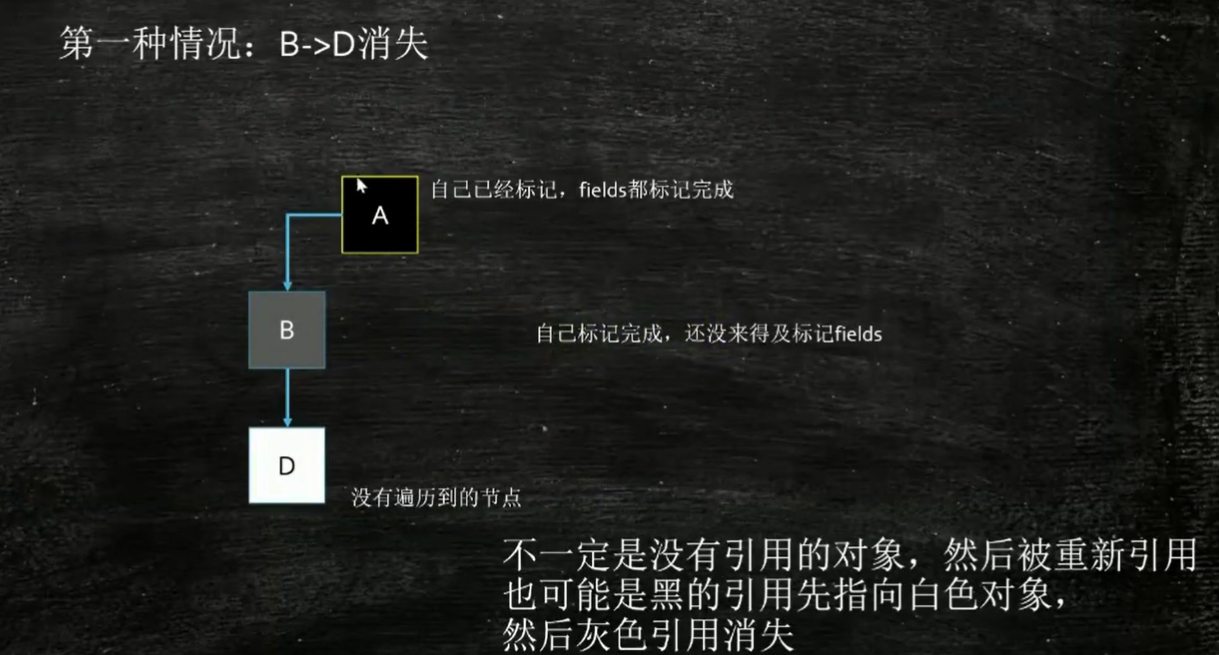 第一种情况：B->D消失
A
自己已经标记，fields都标记完成
B
自己标记完成，还没来得及标记fields
D
没有遍历到的节点
不一定是没有引用的对象，然后被重新引用
也可能是黑的引用先指向白色对象，
然后灰色引用消失